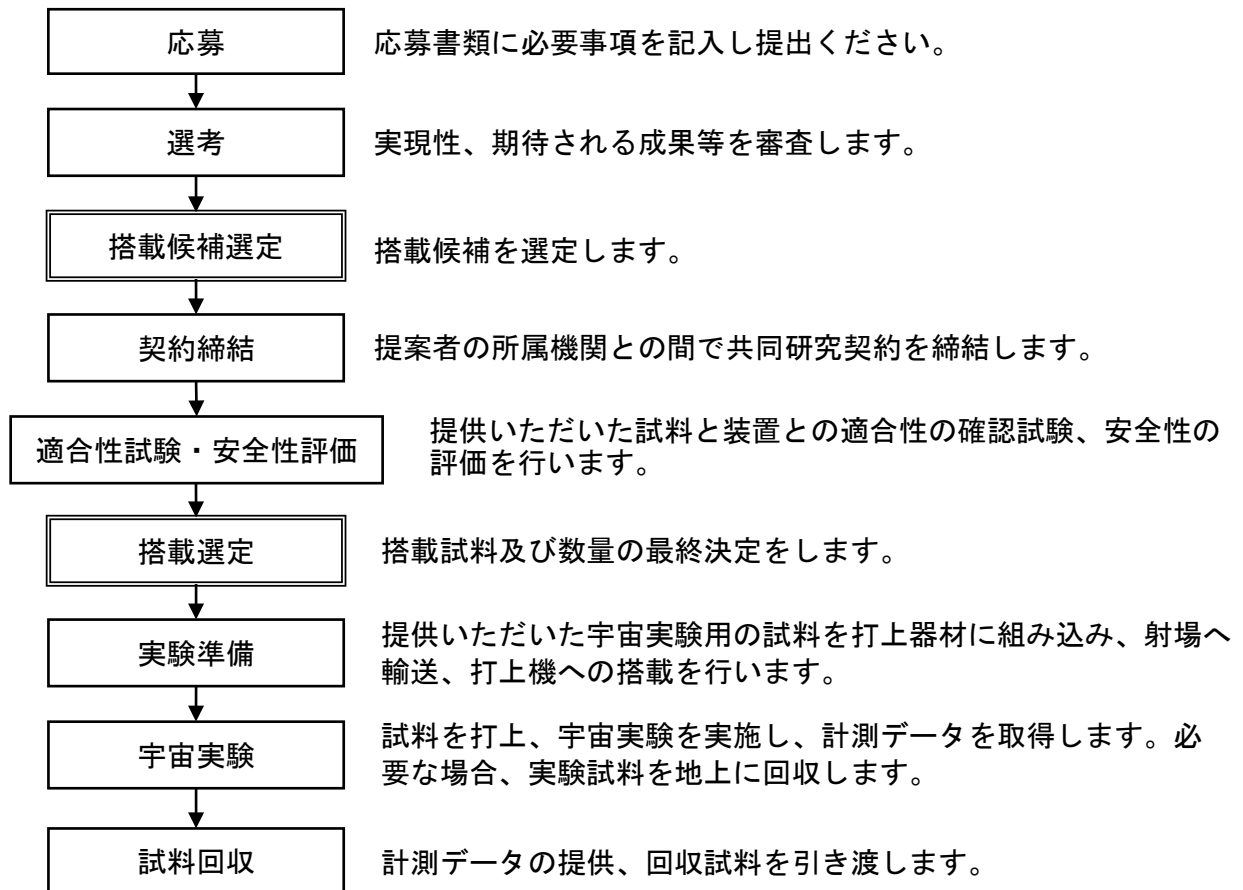 応募
応募書類に必要事項を記入し提出ください。
選考
実現性、期待される成果等を審査します。
搭載候補選定
搭載候補を選定します。
契約締結
提案者の所属機関との間で共同研究契約を締結します。
適合性試験・安全性評価
提供いただいた試料と装置との適合性の確認試験、安全性の
評価を行います。
搭載選定
搭載試料及び数量の最終決定をします。
実験準備
提供いただいた宇宙実験用の試料を打上器材に組み込み、射場へ
輸送、打上機への搭載を行います。
宇宙実験
試料を打上、宇宙実験を実施し、計測データを取得します。必
要な場合、実験試料を地上に回収します。
試料回収
計測データの提供、回収試料を引き渡します。